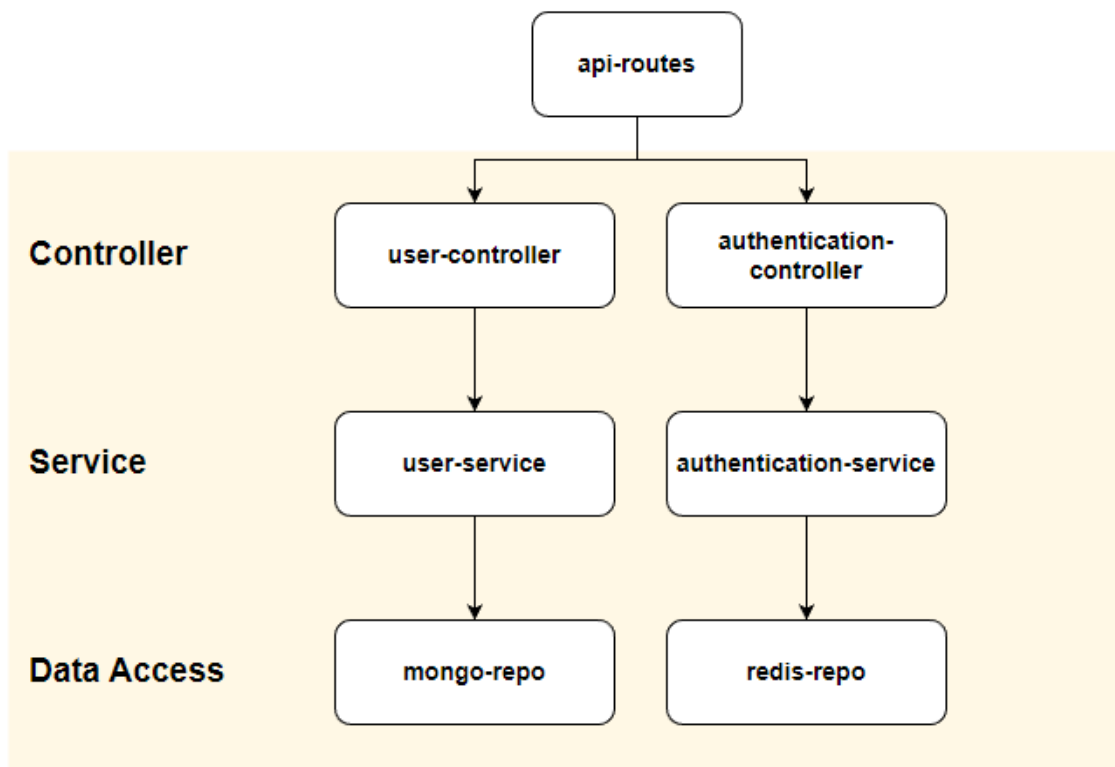 api-routes
Controller
user-controller
authentication-
controller
Service
user-service
authentication-service
Data Access
mongo-repo
redis-repo